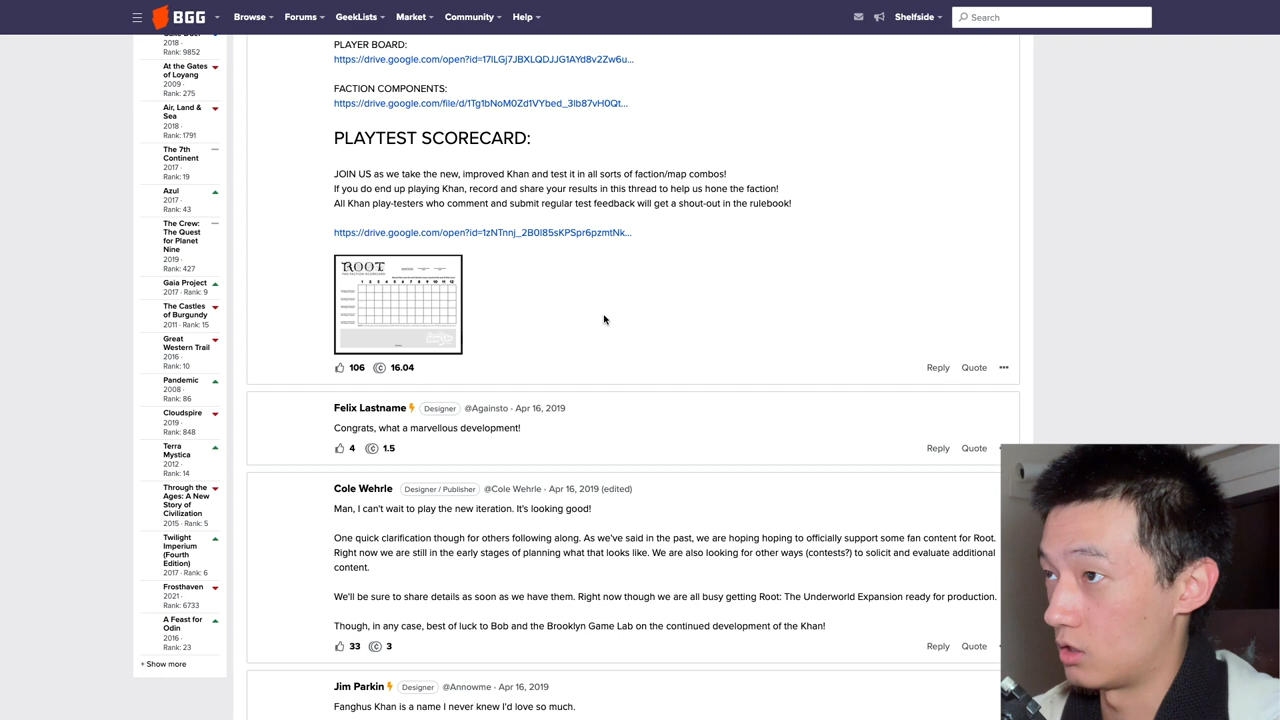 BGG
Browse
Forums
GeekLists
Market
Community
Help
Shelfside
Search
2018 ·
Rank: 9852
At the Gates
of Loyang
2009 ·
Rank: 275
Air, Land &
Sea
2018 ·
Rank: 1791
The 7th
Continent
2017 ·
Rank: 19
Azul
2017 ·
Rank: 43
The Crew:
The Quest
for Planet
Nine
2019 ·
Rank: 427
Gaia Project
2017 · Rank: 9
The Castles
of Burgundy
2011 · Rank: 15
Great
Western Trail
2016 ·
Rank: 10
Pandemic
2008 ·
Rank: 86
Cloudspire
2019 ·
Rank: 848
Terra
Mystica
2012 ·
Rank: 14
Through the
Ages: A New
Story of
Civilization
2015 · Rank: 5
Twilight
Imperium
(Fourth
Edition)
2017 · Rank: 6
Frosthaven
2021 ·
Rank: 6733
A Feast for
Odin
2016 ·
Rank: 23
+ Show more
PLAYER BOARD:
https://drive.google.com/open?id=17lLGj7JBXLQDJJG1AYd8v2Zw6u...
FACTION COMPONENTS:
https://drive.google.com/file/d/1Tg1bNoM0Zd1VYbed_3lb87vH0Qt...
PLAYTEST SCORECARD:
JOIN US as we take the new, improved Khan and test it in all sorts of faction/map combos!
If you do end up playing Khan, record and share your results in this thread to help us hone the faction!
All Khan play-testers who comment and submit regular test feedback will get a shout-out in the rulebook!
https://drive.google.com/open?id=1zNTnnj_2B0l85sKPSpr6pzmtNk...
ROOT
1 2 3 4 5 6 7 8 9 10 11 12
106 16.04
Reply Quote
Felix Lastname Designer @Againsto · Apr 16, 2019
Congrats, what a marvellous development!
4 1.5
Reply Quote
Cole Wehrle Designer / Publisher @Cole Wehrle · Apr 16, 2019 (edited)
Man, I can't wait to play the new iteration. It's looking good!
One quick clarification though for others following along. As we've said in the past, we are hoping hoping to officially support some fan content for Root.
Right now we are still in the early stages of planning what that looks like. We are also looking for other ways (contests?) to solicit and evaluate additional
content.
We'll be sure to share details as soon as we have them. Right now though we are all busy getting Root: The Underworld Expansion ready for production.
Though, in any case, best of luck to Bob and the Brooklyn Game Lab on the continued development of the Khan!
33 3
Reply Quote
Jim Parkin Designer @Annowme · Apr 16, 2019
Fanghus Khan is a name I never knew I'd love so much.